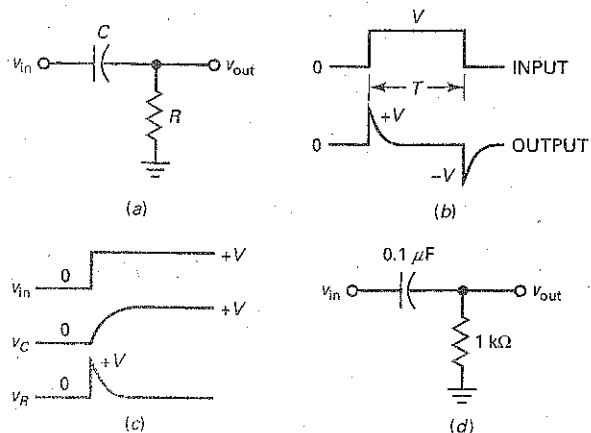 C
v_in
v_out
R
(a)
V
0
INPUT
T
+V
0
OUTPUT
−V
(b)
0
+V
v_in
0
+V
v_C
0
+V
v_R
(c)
0.1 μF
v_in
v_out
1 kΩ
(d)